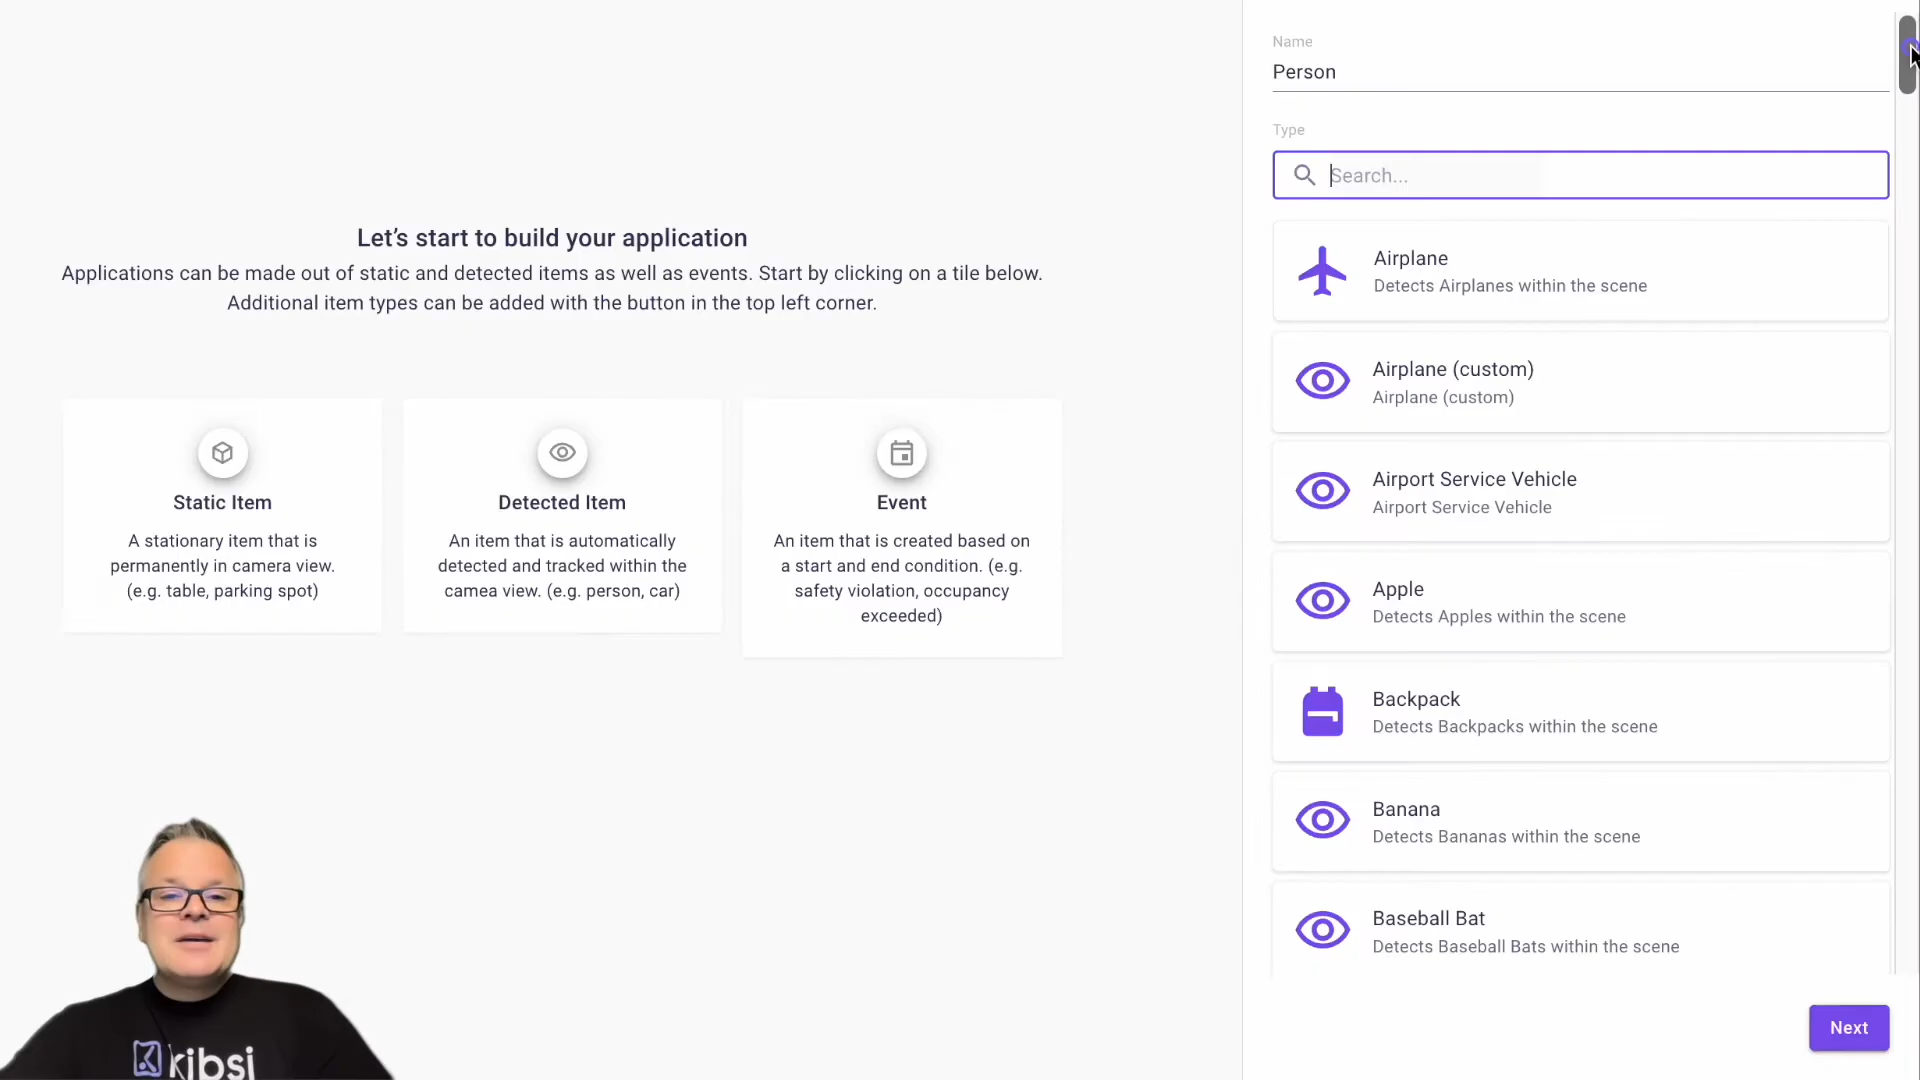 Let’s start to build your application
Applications can be made out of static and detected items as well as events. Start by clicking on a tile below.
Additional item types can be added with the button in the top left corner.
Static Item
A stationary item that is
permanently in camera view.
(e.g. table, parking spot)
Detected Item
An item that is automatically
detected and tracked within the
camea view. (e.g. person, car)
Event
An item that is created based on
a start and end condition. (e.g.
safety violation, occupancy
exceeded)
kibsi
Name
Person
Type
Search...
Airplane
Detects Airplanes within the scene
Airplane (custom)
Airplane (custom)
Airport Service Vehicle
Airport Service Vehicle
Apple
Detects Apples within the scene
Backpack
Detects Backpacks within the scene
Banana
Detects Bananas within the scene
Baseball Bat
Detects Baseball Bats within the scene
Next